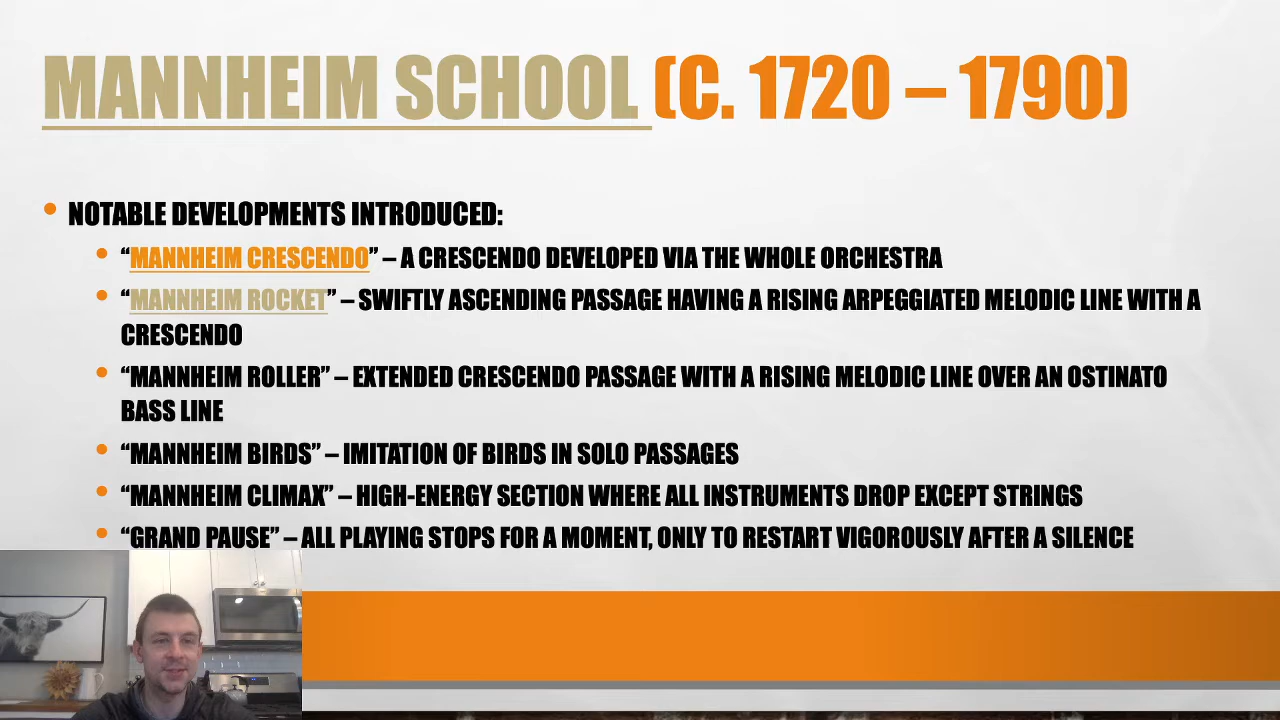 MANNHEIM SCHOOL (C. 1720 – 1790)
• NOTABLE DEVELOPMENTS INTRODUCED:
• “MANNHEIM CRESCENDO” – A CRESCENDO DEVELOPED VIA THE WHOLE ORCHESTRA
• “MANNHEIM ROCKET” – SWIFTLY ASCENDING PASSAGE HAVING A RISING ARPEGGIATED MELODIC LINE WITH A
CRESCENDO
• “MANNHEIM ROLLER” – EXTENDED CRESCENDO PASSAGE WITH A RISING MELODIC LINE OVER AN OSTINATO
BASS LINE
• “MANNHEIM BIRDS” – IMITATION OF BIRDS IN SOLO PASSAGES
• “MANNHEIM CLIMAX” – HIGH-ENERGY SECTION WHERE ALL INSTRUMENTS DROP EXCEPT STRINGS
• “GRAND PAUSE” – ALL PLAYING STOPS FOR A MOMENT, ONLY TO RESTART VIGOROUSLY AFTER A SILENCE